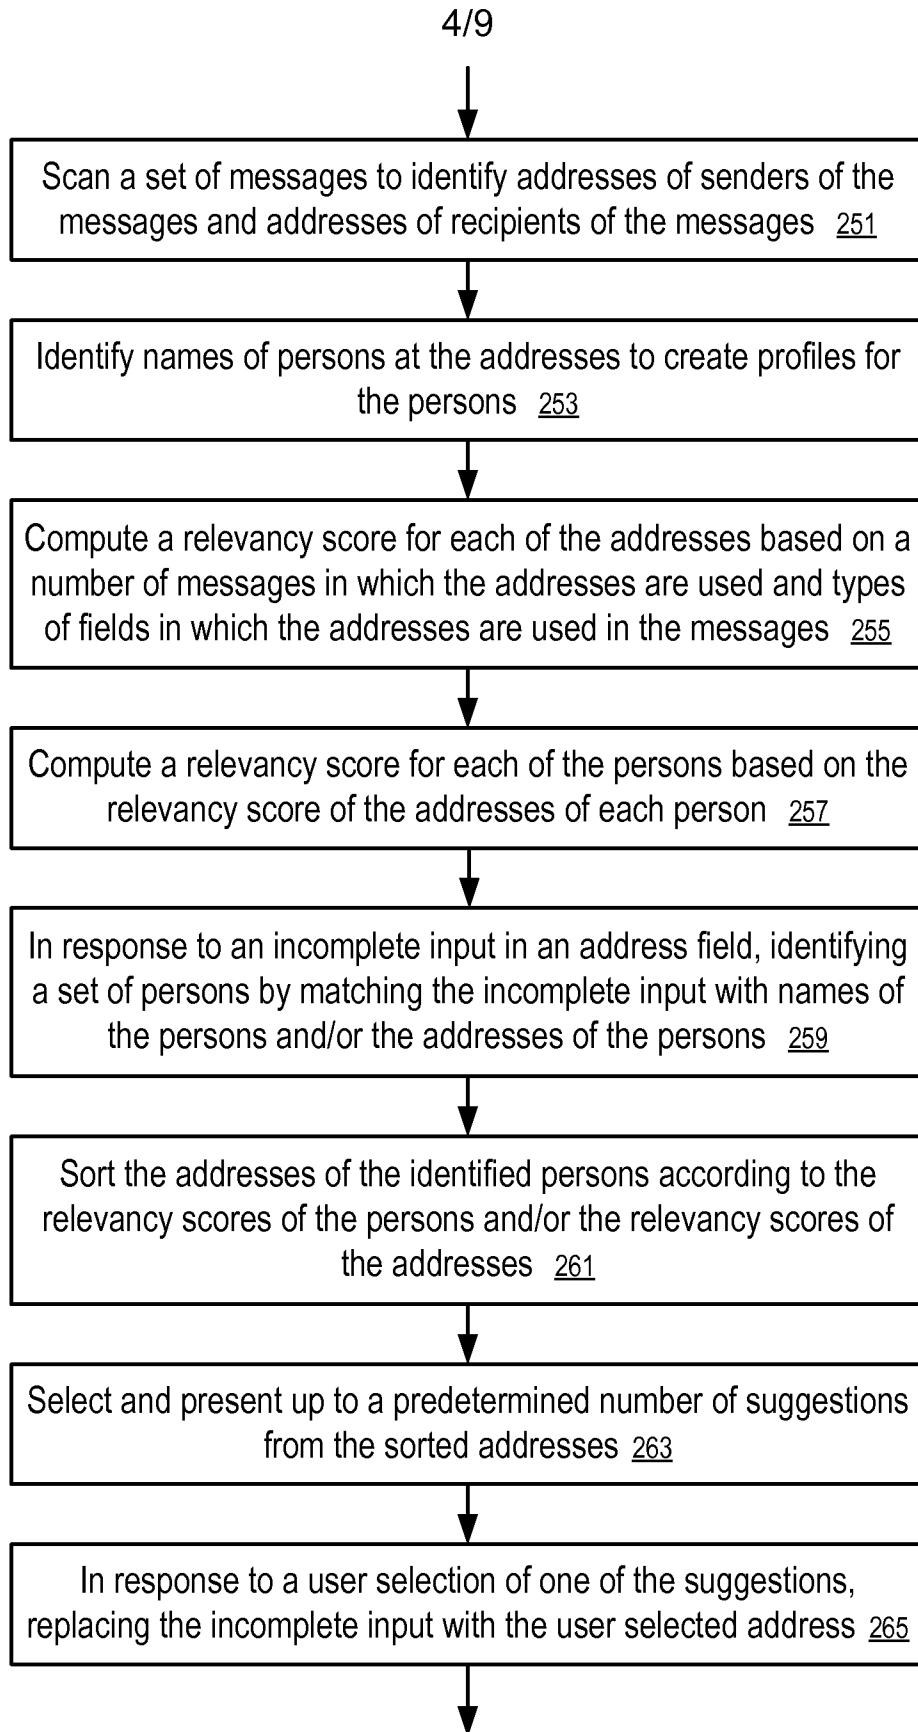 4/9
Scan a set of messages to identify addresses of senders of the
messages and addresses of recipients of the messages 251
Identify names of persons at the addresses to create profiles for
the persons 253
Compute a relevancy score for each of the addresses based on a
number of messages in which the addresses are used and types
of fields in which the addresses are used in the messages 255
Compute a relevancy score for each of the persons based on the
relevancy score of the addresses of each person 257
In response to an incomplete input in an address field, identifying
a set of persons by matching the incomplete input with names of
the persons and/or the addresses of the persons 259
Sort the addresses of the identified persons according to the
relevancy scores of the persons and/or the relevancy scores of
the addresses 261
Select and present up to a predetermined number of suggestions
from the sorted addresses 263
In response to a user selection of one of the suggestions,
replacing the incomplete input with the user selected address 265